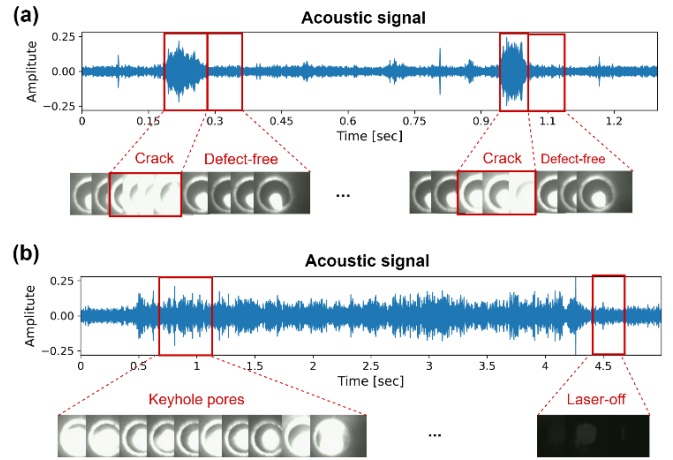 (a)
Acoustic signal
Amplitute
0.25
0.00
−0.25
0 0.15 0.3 0.45 0.6 0.75 0.9 1.1 1.2
Time [sec]
Crack Defect-free Crack Defect-free
...
(b)
Acoustic signal
Amplitute
0.25
0.00
−0.25
0 0.5 1 1.5 2 2.5 3 3.5 4 4.5
Time [sec]
Keyhole pores Laser-off
...